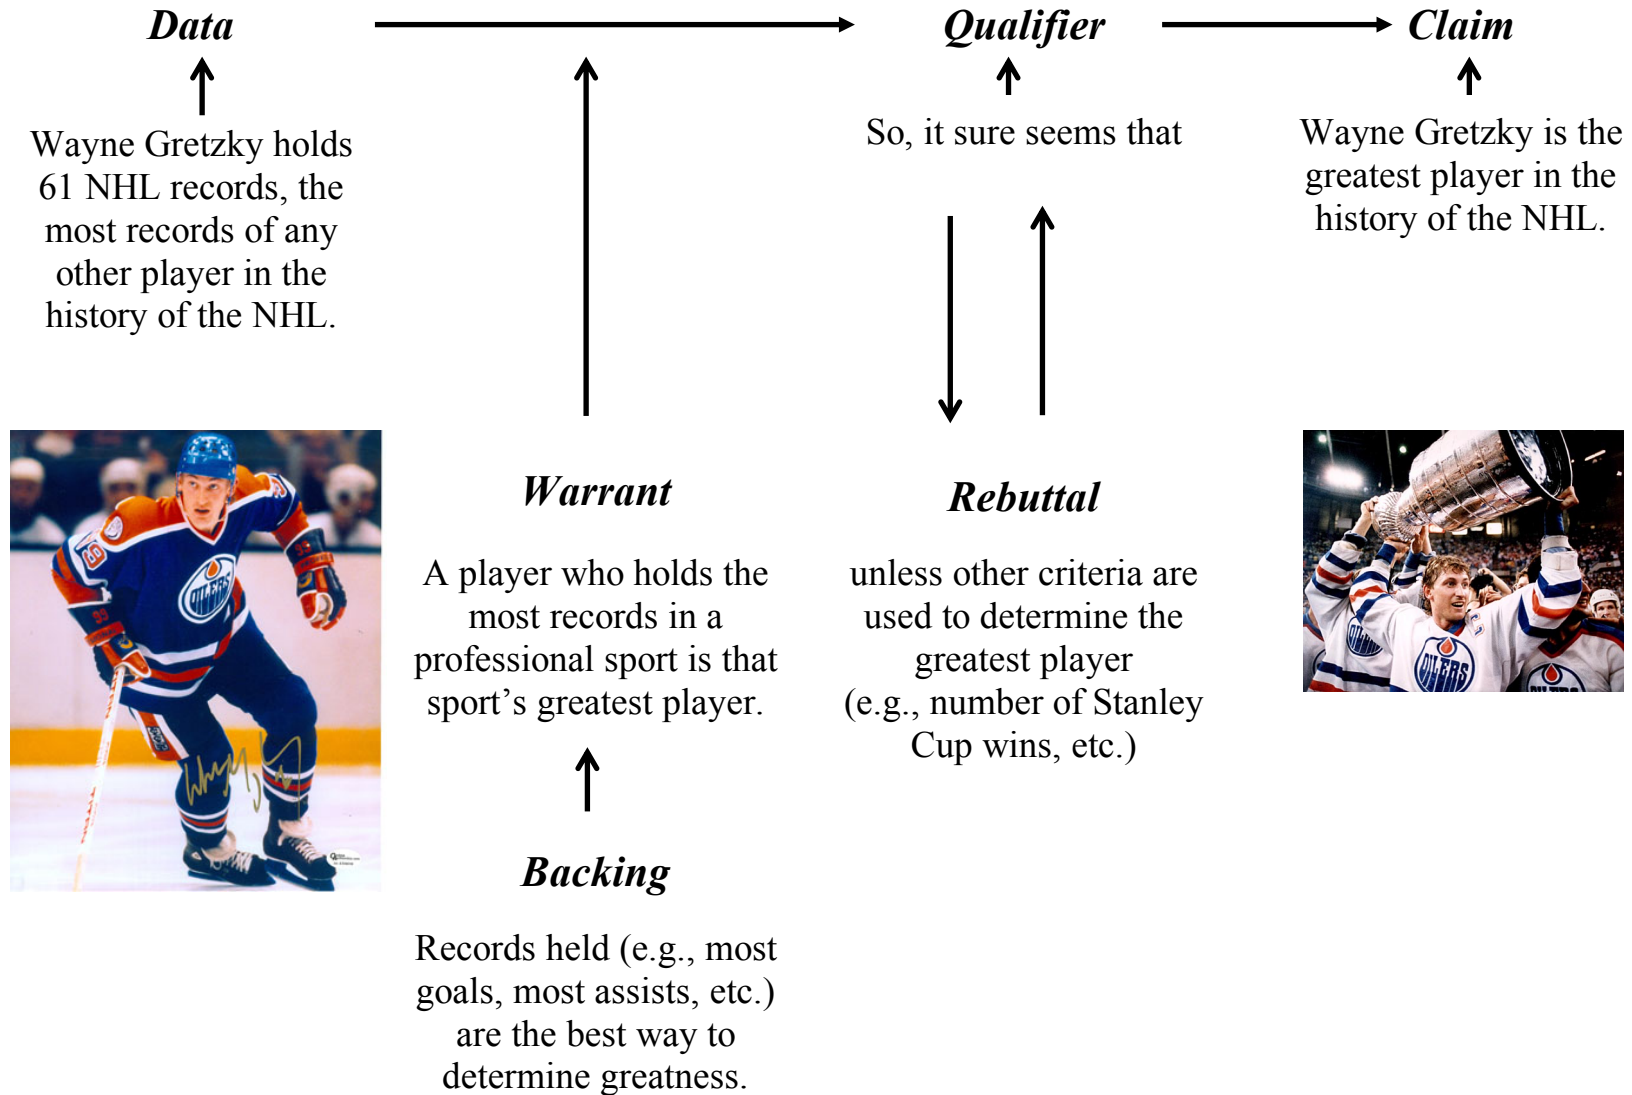 Data
Qualifier
Claim
Wayne Gretzky holds
61 NHL records, the
most records of any
other player in the
history of the NHL.
So, it sure seems that
Wayne Gretzky is the
greatest player in the
history of the NHL.
Warrant
A player who holds the
most records in a
professional sport is that
sport’s greatest player.
Rebuttal
unless other criteria are
used to determine the
greatest player
(e.g., number of Stanley
Cup wins, etc.)
Backing
Records held (e.g., most
goals, most assists, etc.)
are the best way to
determine greatness.
OILERS
99
OILERS